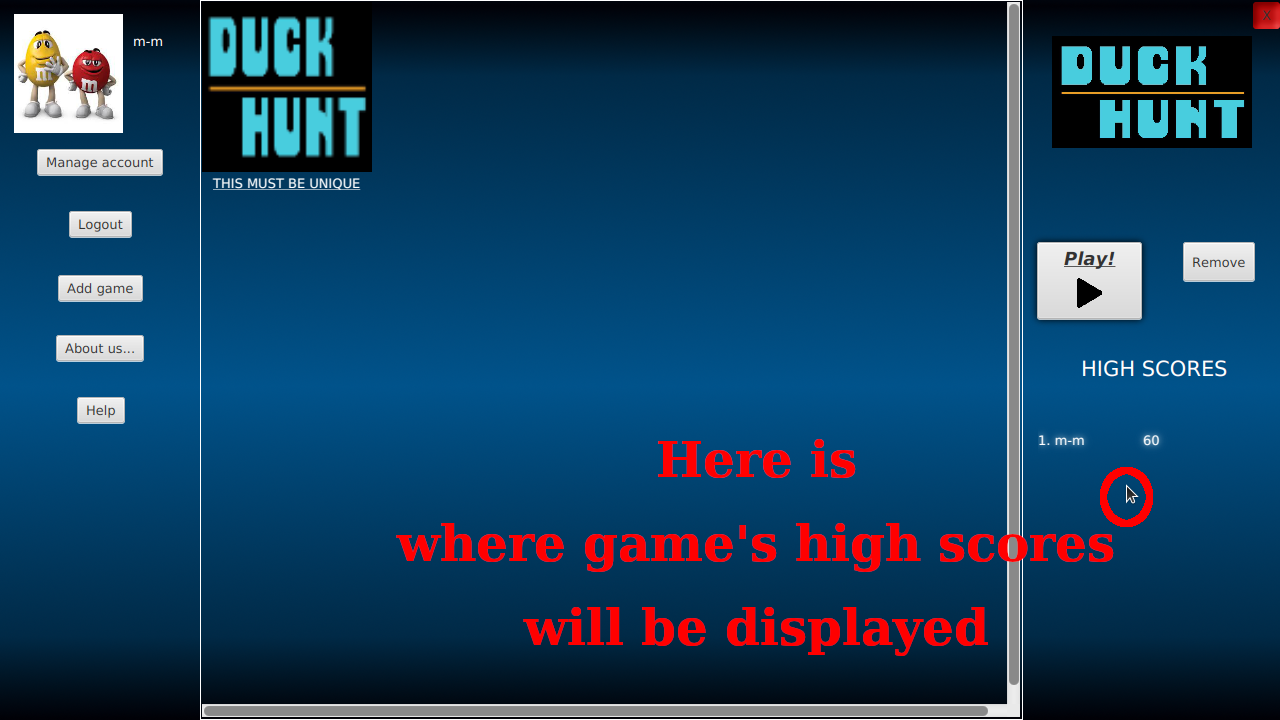 m-m
Manage account
Logout
Add game
About us...
Help
DUCK
HUNT
THIS MUST BE UNIQUE
X
DUCK
HUNT
Play!
Remove
HIGH SCORES
1. m-m 60
Here is
where game's high scores
will be displayed